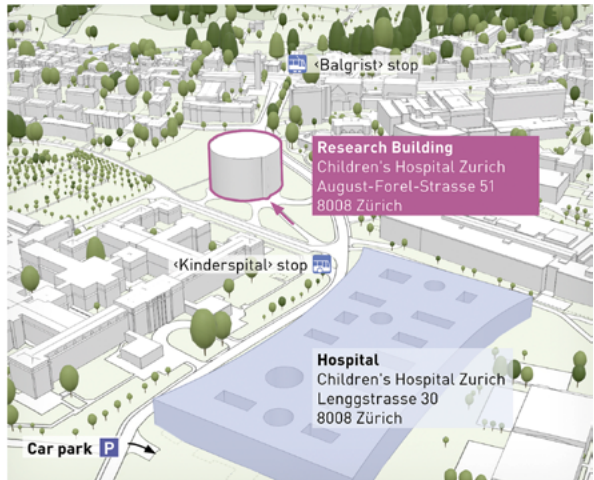 ‹Balgrist› stop
Research Building
Children's Hospital Zurich
August-Forel-Strasse 51
8008 Zürich
‹Kinderspital› stop
Hospital
Children's Hospital Zurich
Lenggstrasse 30
8008 Zürich
Car park P